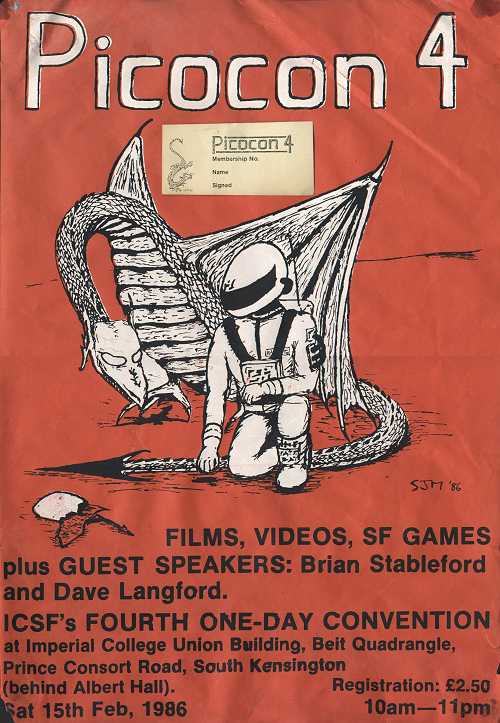 Picocon 4
Picocon 4
Membership No.
Name
Signed
SJM '86
FILMS, VIDEOS, SF GAMES
plus GUEST SPEAKERS: Brian Stableford
and Dave Langford.
ICSF's FOURTH ONE-DAY CONVENTION
at Imperial College Union Building, Beit Quadrangle,
Prince Consort Road, South Kensington
(behind Albert Hall).
Registration: £2.50
Sat 15th Feb, 1986
10am—11pm